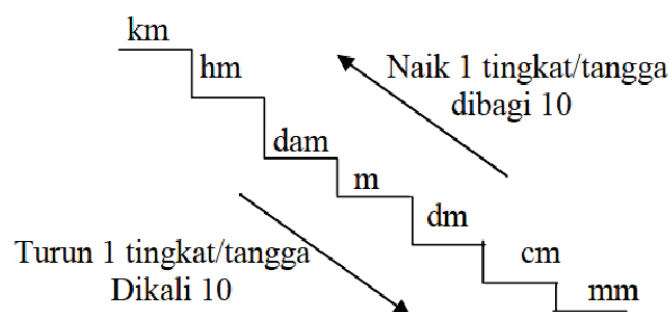 km
hm
Naik 1 tingkat/tangga
dibagi 10
dam
m
dm
Turun 1 tingkat/tangga
Dikali 10
cm
mm